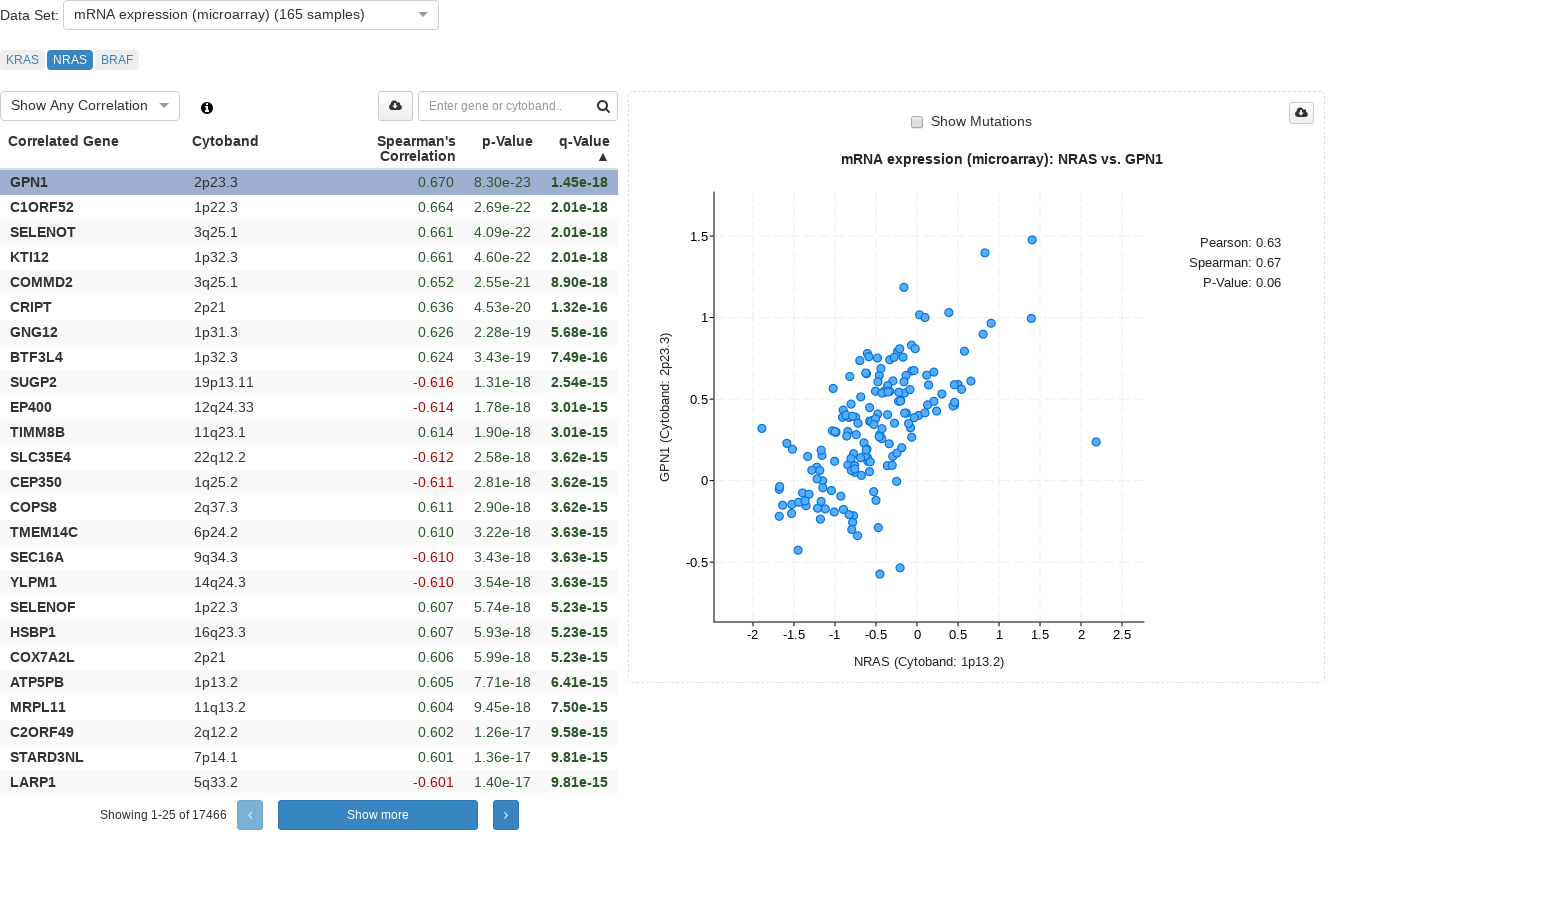 Data Set: mRNA expression (microarray) (165 samples)
KRAS NRAS BRAF
Show Any Correlation Enter gene or cytoband..
Correlated Gene Cytoband Spearman's Correlation p-Value q-Value ▲
GPN1 2p23.3 0.670 8.30e-23 1.45e-18
C1ORF52 1p22.3 0.664 2.69e-22 2.01e-18
SELENOT 3q25.1 0.661 4.09e-22 2.01e-18
KTI12 1p32.3 0.661 4.60e-22 2.01e-18
COMMD2 3q25.1 0.652 2.55e-21 8.90e-18
CRIPT 2p21 0.636 4.53e-20 1.32e-16
GNG12 1p31.3 0.626 2.28e-19 5.68e-16
BTF3L4 1p32.3 0.624 3.43e-19 7.49e-16
SUGP2 19p13.11 -0.616 1.31e-18 2.54e-15
EP400 12q24.33 -0.614 1.78e-18 3.01e-15
TIMM8B 11q23.1 0.614 1.90e-18 3.01e-15
SLC35E4 22q12.2 -0.612 2.58e-18 3.62e-15
CEP350 1q25.2 -0.611 2.81e-18 3.62e-15
COPS8 2q37.3 0.611 2.90e-18 3.62e-15
TMEM14C 6p24.2 0.610 3.22e-18 3.63e-15
SEC16A 9q34.3 -0.610 3.43e-18 3.63e-15
YLPM1 14q24.3 -0.610 3.54e-18 3.63e-15
SELENOF 1p22.3 0.607 5.74e-18 5.23e-15
HSBP1 16q23.3 0.607 5.93e-18 5.23e-15
COX7A2L 2p21 0.606 5.99e-18 5.23e-15
ATP5PB 1p13.2 0.605 7.71e-18 6.41e-15
MRPL11 11q13.2 0.604 9.45e-18 7.50e-15
C2ORF49 2q12.2 0.602 1.26e-17 9.58e-15
STARD3NL 7p14.1 0.601 1.36e-17 9.81e-15
LARP1 5q33.2 -0.601 1.40e-17 9.81e-15
Showing 1-25 of 17466 Show more
Show Mutations
mRNA expression (microarray): NRAS vs. GPN1
Pearson: 0.63
Spearman: 0.67
P-Value: 0.06
GPN1 (Cytoband: 2p23.3)
1.5
1
0.5
0
-0.5
-2 -1.5 -1 -0.5 0 0.5 1 1.5 2 2.5
NRAS (Cytoband: 1p13.2)